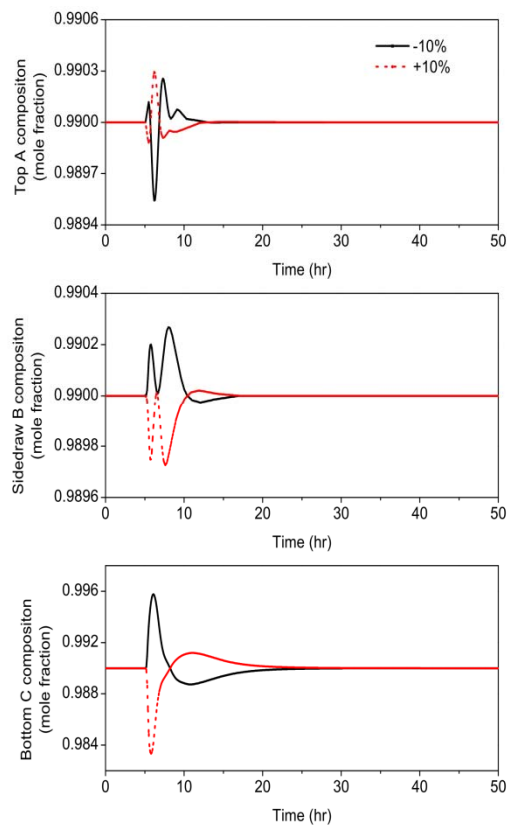 0.9906
0.9903
0.9900
0.9897
0.9894
Top A compositon
(mole fraction)
-10%
+10%
0 10 20 30 40 50
Time (hr)
0.9904
0.9902
0.9900
0.9898
0.9896
Sidedraw B compositon
(mole fraction)
0 10 20 30 40 50
Time (hr)
0.996
0.992
0.988
0.984
Bottom C compositon
(mole fraction)
0 10 20 30 40 50
Time (hr)